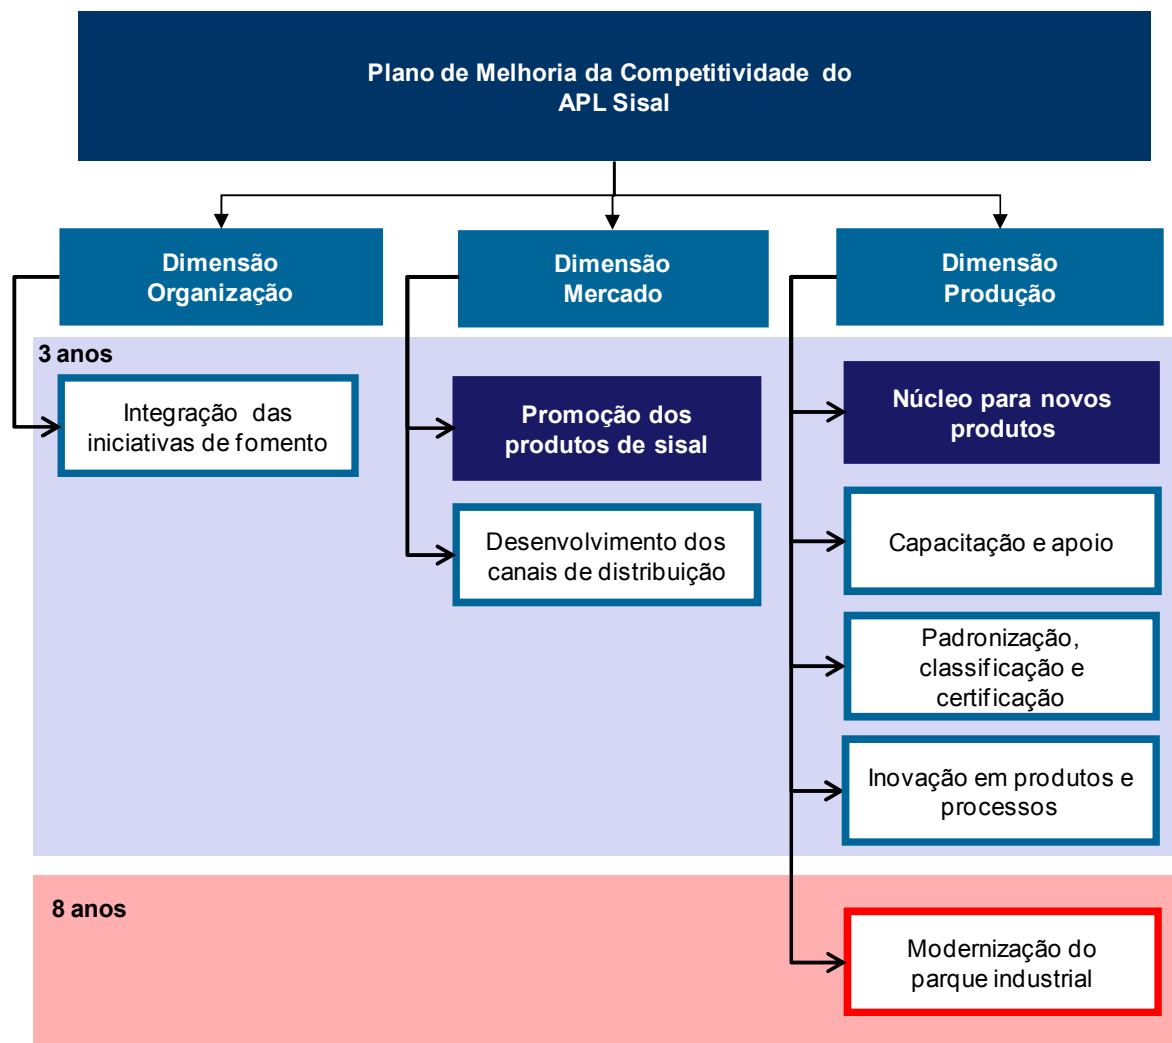 Plano de Melhoria da Competitividade do
APL Sisal
Dimensão
Organização
Dimensão
Mercado
Dimensão
Produção
3 anos
Integração das
iniciativas de fomento
Promoção dos
produtos de sisal
Desenvolvimento dos
canais de distribuição
Núcleo para novos
produtos
Capacitação e apoio
Padronização,
classificação e
certificação
Inovação em produtos e
processos
8 anos
Modernização do
parque industrial